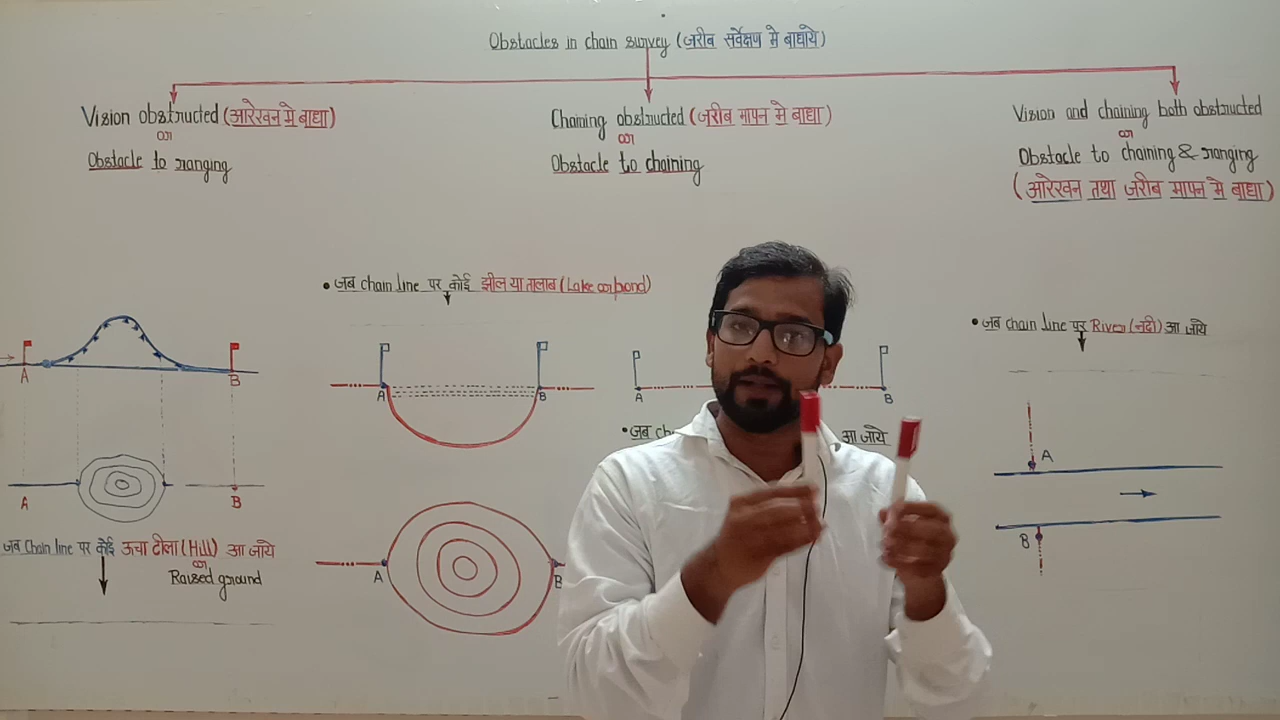 Obstacles in chain survey (जरीब सर्वेक्षण मे बाधाये)
Vision obstructed (आरेखन मे बाधा)
or
Obstacle to ranging
Chaining obstructed (जरीब मापन मे बाधा)
or
Obstacle to chaining
Vision and chaining both obstructed
or
Obstacle to chaining & ranging
(आरेखन तथा जरीब मापन मे बाधा)
A
B
A
B
जब Chain line पर कोई ऊचा टीला (Hill) आ जाये
or
Raised ground
• जब chain line पर कोई झील या तालाब (Lake or pond)
A
B
A
B
A
B
• जब
आ जाये
• जब chain line पर River (नदी) आ जाये
A
B